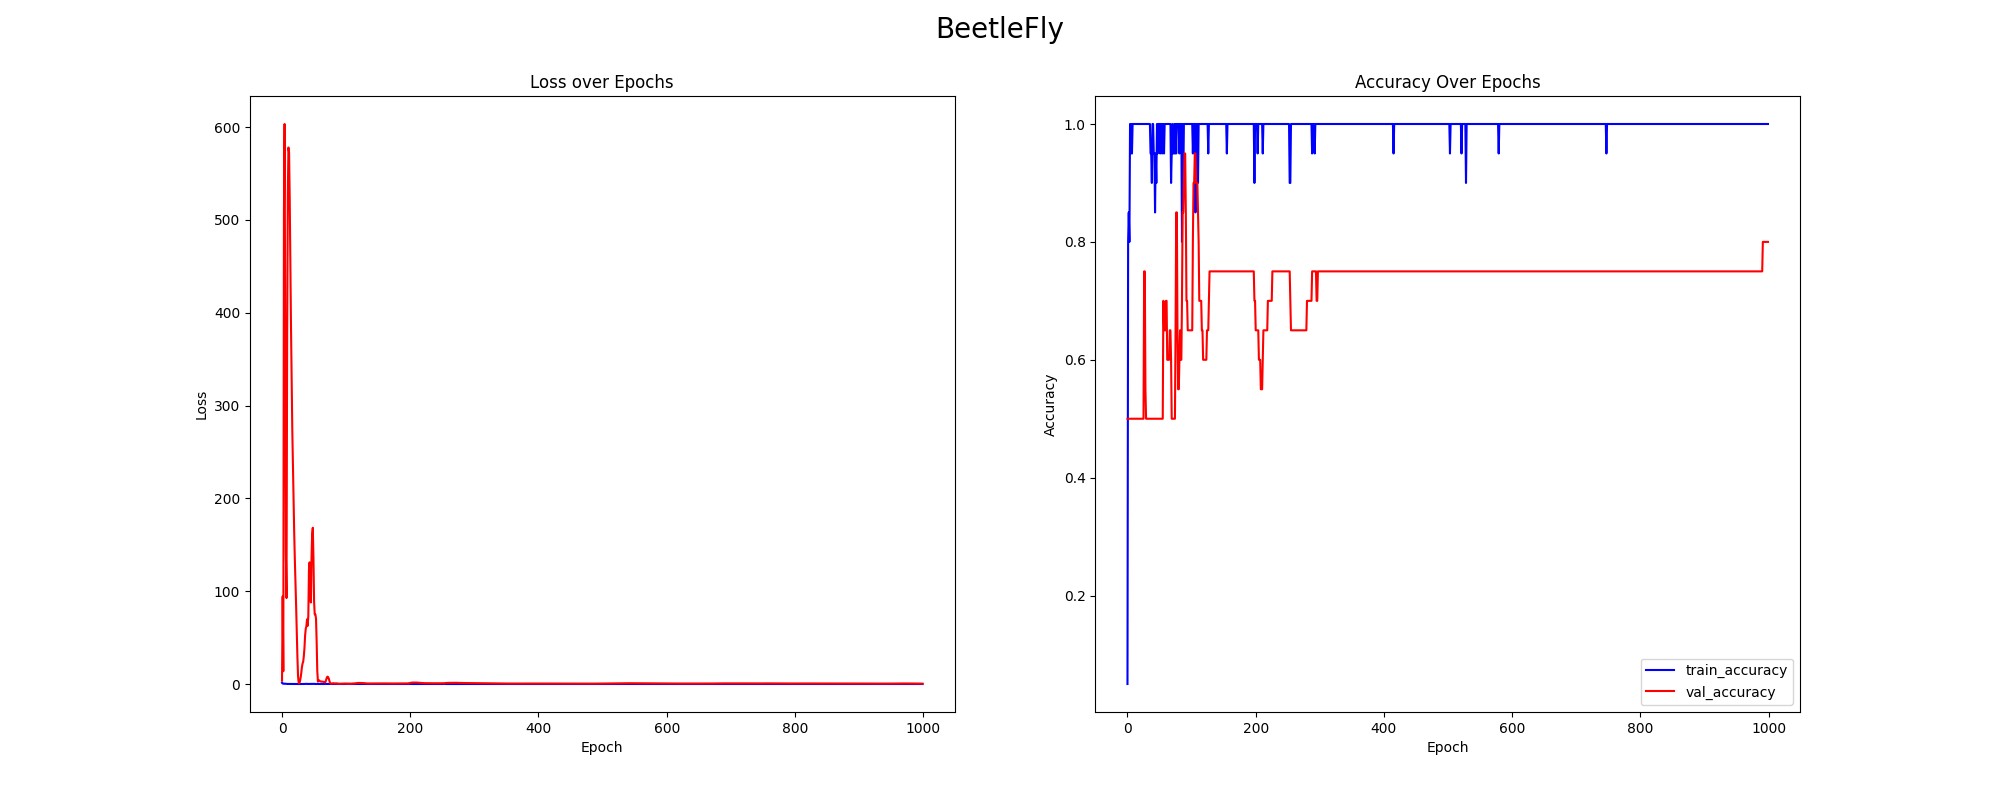 BeetleFly
Loss over Epochs
600
500
400
300
200
100
0
Loss
0 200 400 600 800 1000
Epoch
Accuracy Over Epochs
1.0
0.8
0.6
0.4
0.2
Accuracy
train_accuracy
val_accuracy
0 200 400 600 800 1000
Epoch